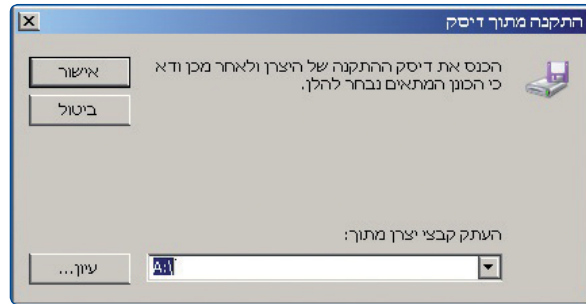 התקנה מתוך דיסק
הכנס את דיסק ההתקנה של היצרן ולאחר מכן ודא
כי הכונן המתאים נבחר להלן.
אישור
ביטול
העתק קבצי יצרן מתוך:
A:\
עיון...